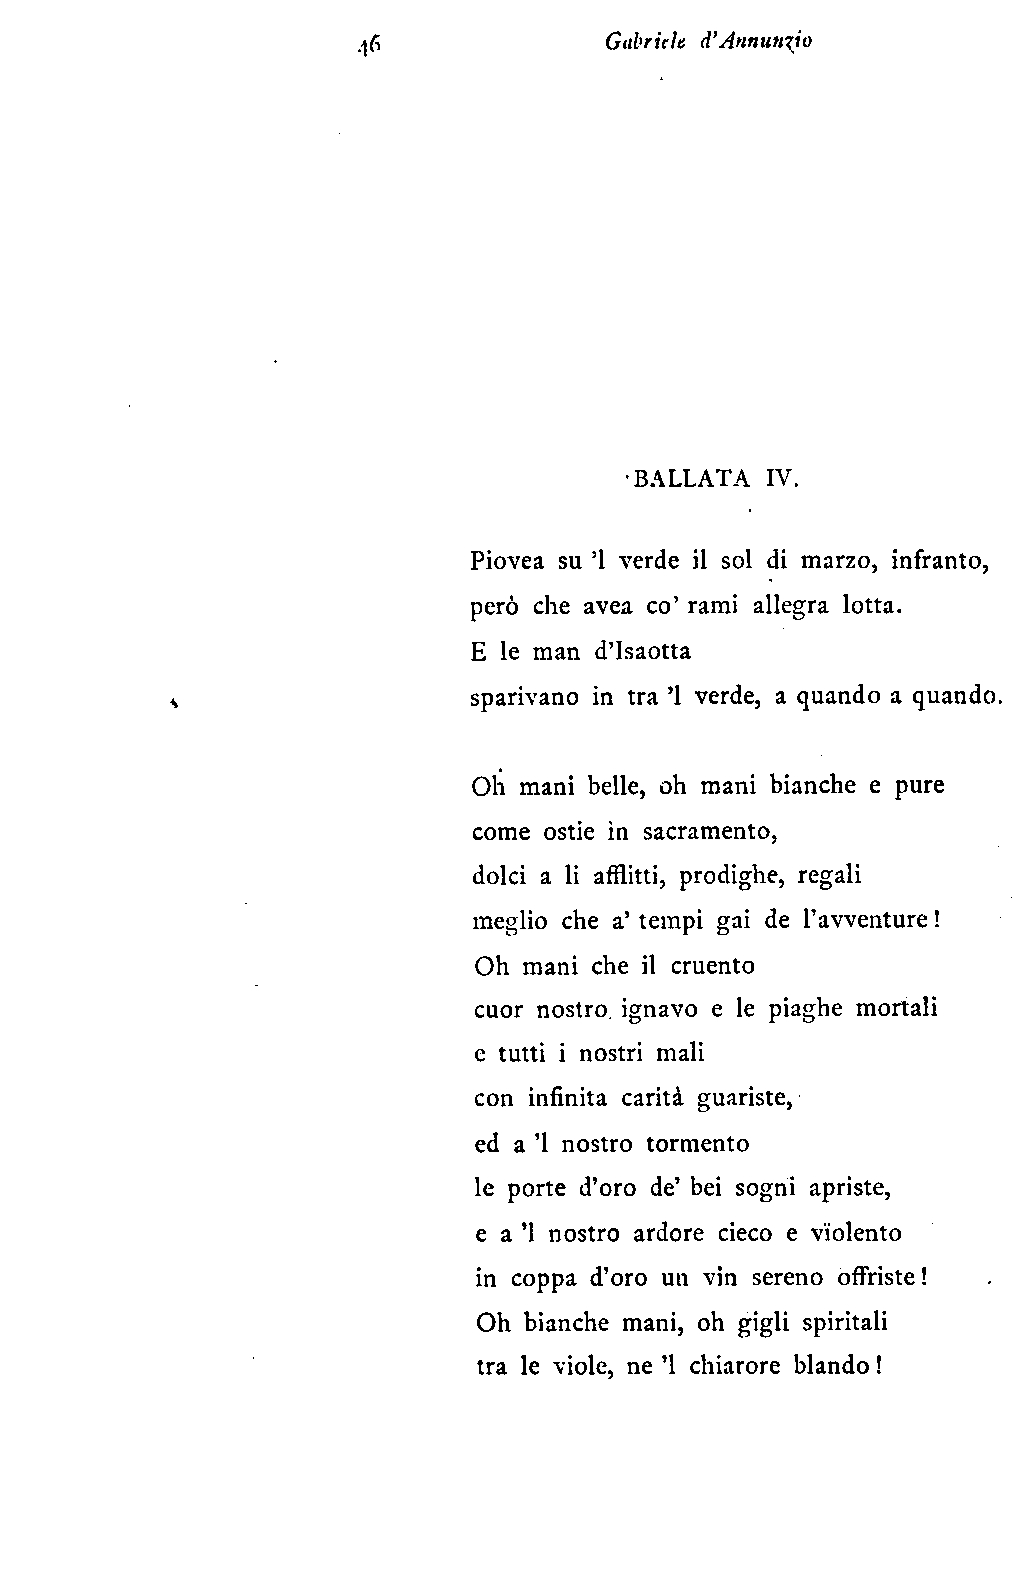 46 Gabriele d'Annunzio
BALLATA IV.
Piovea su 'l verde il sol di marzo, infranto,
però che avea co' rami allegra lotta.
E le man d'Isaotta
sparivano in tra 'l verde, a quando a quando.
Oh mani belle, oh mani bianche e pure
come ostie in sacramento,
dolci a li afflitti, prodighe, regali
meglio che a' tempi gai de l'avventure!
Oh mani che il cruento
cuor nostro ignavo e le piaghe mortali
e tutti i nostri mali
con infinita carità guariste,
ed a 'l nostro tormento
le porte d'oro de' bei sogni apriste,
e a 'l nostro ardore cieco e vïolento
in coppa d'oro un vin sereno offriste!
Oh bianche mani, oh gigli spiritali
tra le viole, ne 'l chiarore blando!